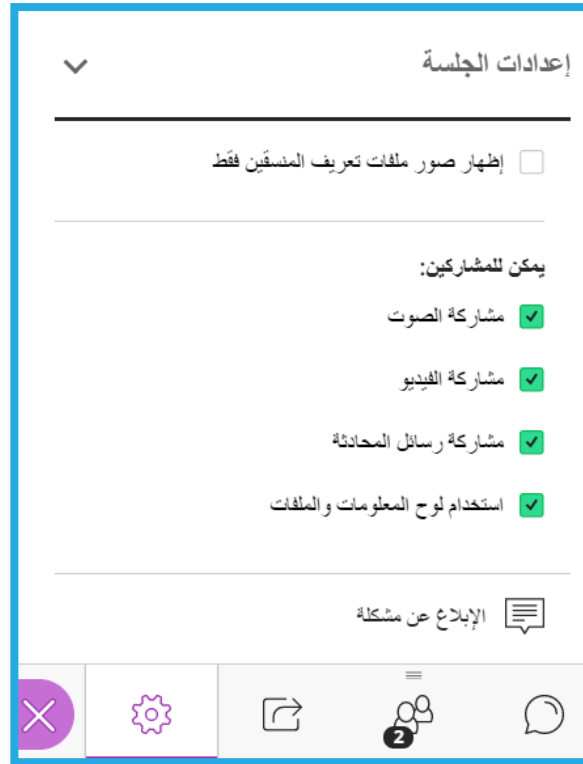 إعدادات الجلسة
إظهار صور ملفات تعريف المنسقين فقط
يمكن للمشاركين:
مشاركة الصوت
مشاركة الفيديو
مشاركة رسائل المحادثة
استخدام لوح المعلومات والملفات
الإبلاغ عن مشكلة
2